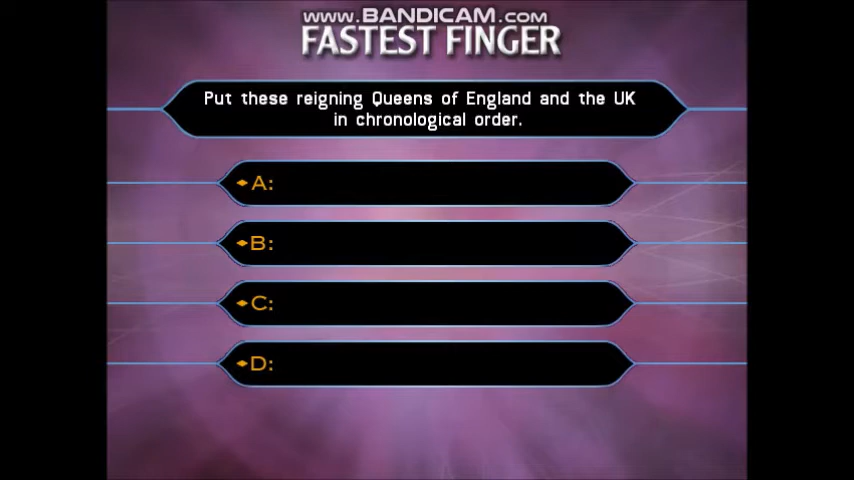 www.BANDICAM.com
FASTEST FINGER
Put these reigning Queens of England and the UK
in chronological order.
A:
B:
C:
D: